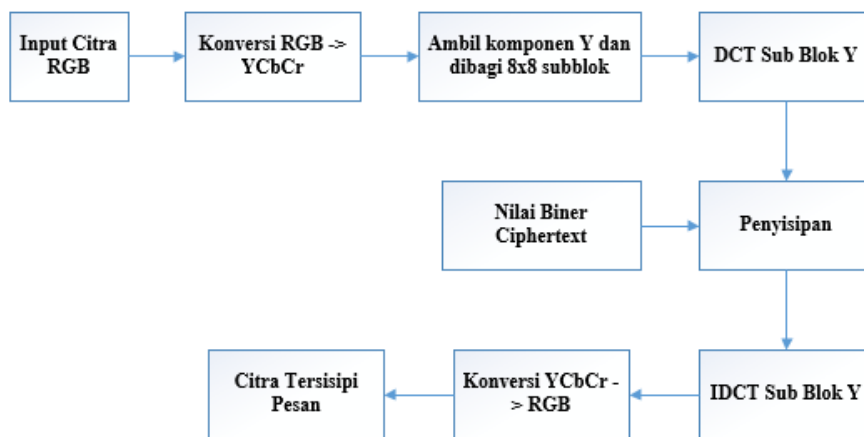 Input Citra
RGB
Konversi RGB ->
YCbCr
Ambil komponen Y dan
dibagi 8x8 subblok
DCT Sub Blok Y
Nilai Biner
Ciphertext
Penyisipan
Citra Tersisipi
Pesan
Konversi YCbCr -
> RGB
IDCT Sub Blok Y